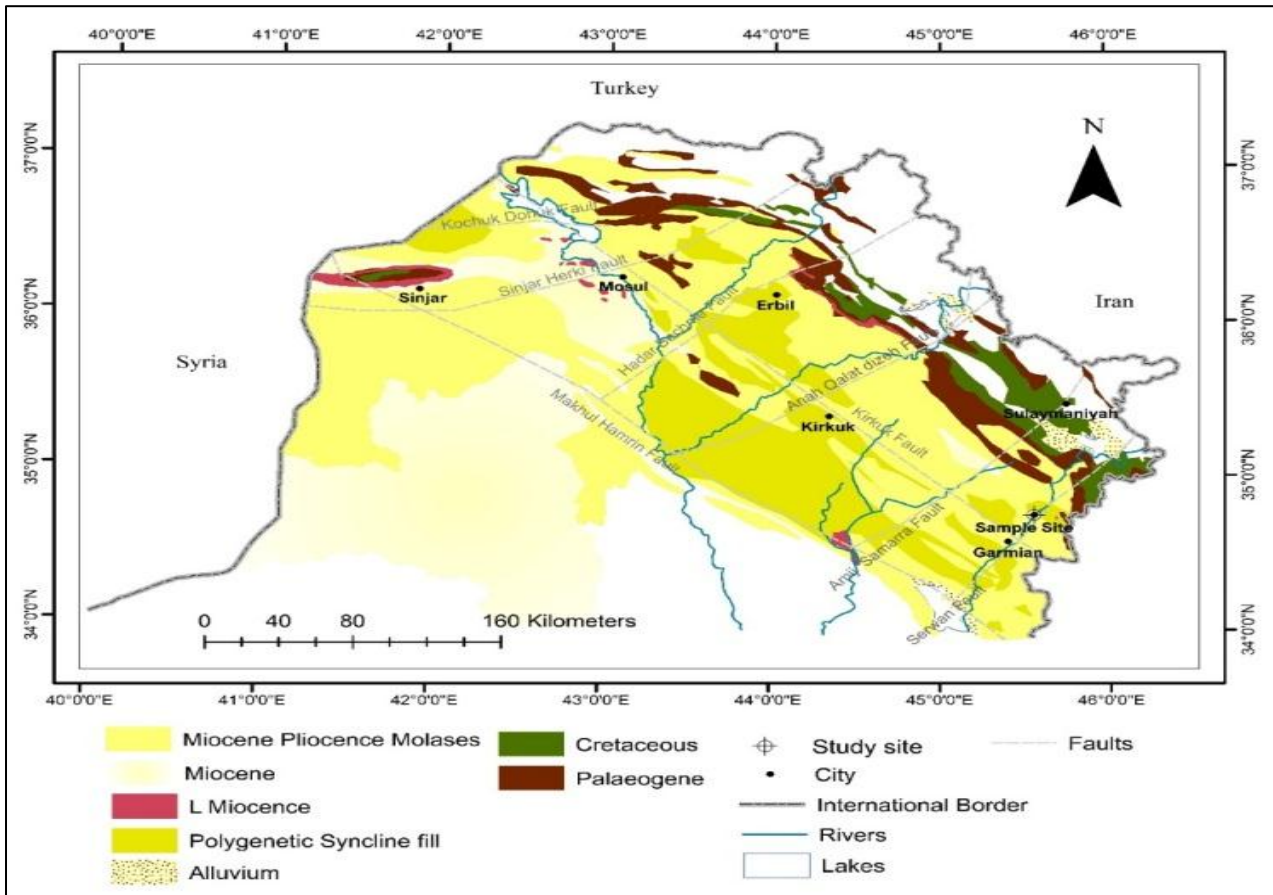 40°0'0"E 41°0'0"E 42°0'0"E 43°0'0"E 44°0'0"E 45°0'0"E 46°0'0"E
Turkey
N
37°0'0"N
37°0'0"N
Kochuk Dohuk Fault
Sinjar Herki Fault
Sinjar
Mosul
Erbil
Iran
36°0'0"N
36°0'0"N
Syria
Anah Qalat dizeh Fault
Sulaymaniyah
Makhul Hamrin Fault
Kirkuk
Kirkuk Fault
35°0'0"N
35°0'0"N
Samarra Fault
Sample Site
Garmian
Serwan Fault
34°0'0"N
34°0'0"N
0 40 80 160 Kilometers
40°0'0"E 41°0'0"E 42°0'0"E 43°0'0"E 44°0'0"E 45°0'0"E 46°0'0"E
Miocene Pliocence Molases
Miocene
L Miocence
Polygenetic Syncline fill
Alluvium
Cretaceous
Palaeogene
Study site
City
International Border
Rivers
Lakes
Faults